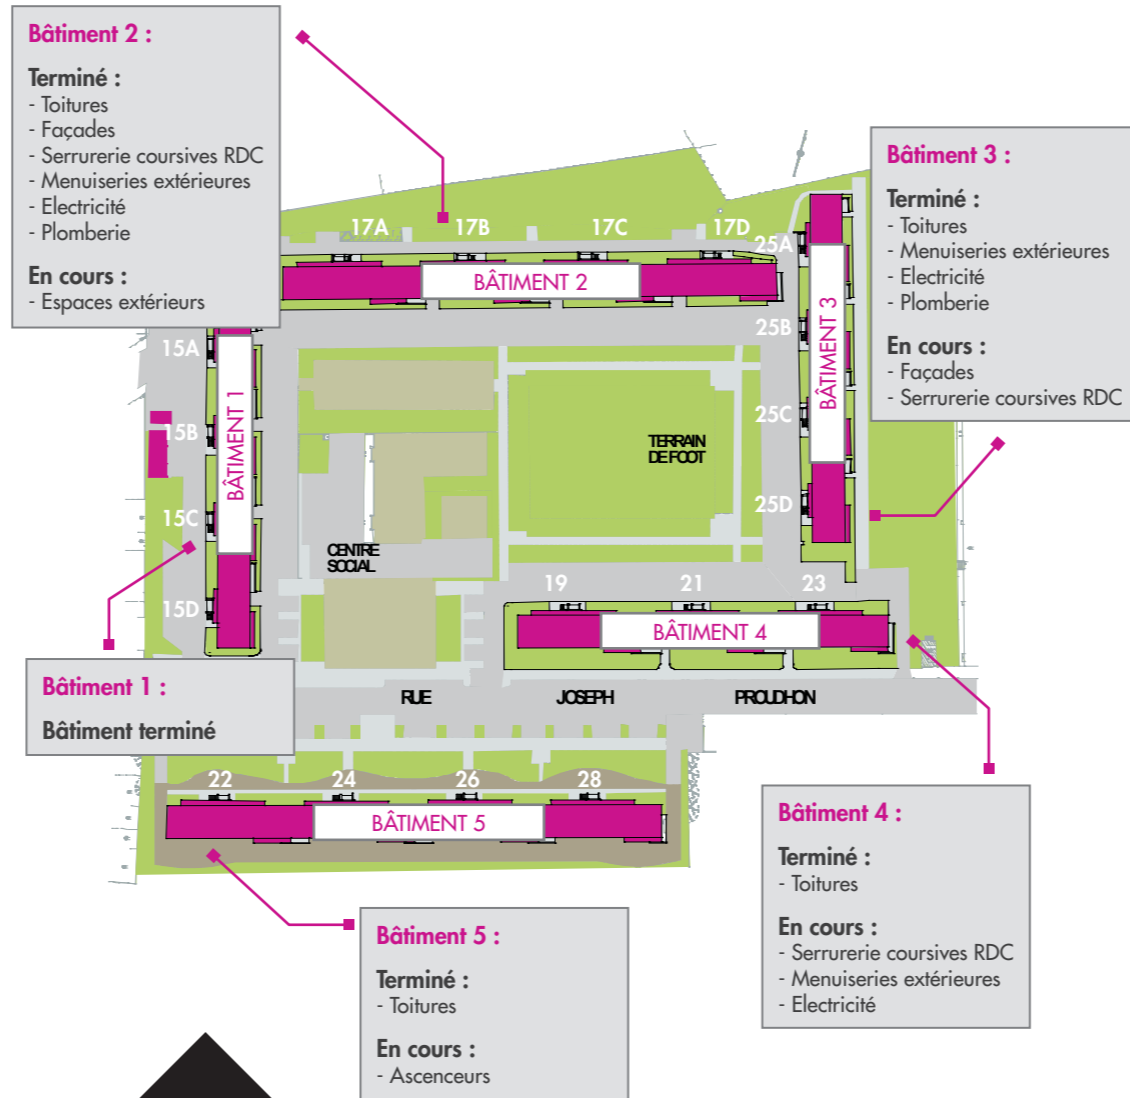 Bâtiment 2 :
Terminé :
- Toitures
- Façades
- Serrurerie coursives RDC
- Menuiseries extérieures
- Electricité
- Plomberie
En cours :
- Espaces extérieurs
Bâtiment 3 :
Terminé :
- Toitures
- Menuiseries extérieures
- Electricité
- Plomberie
En cours :
- Façades
- Serrurerie coursives RDC
17A
17B
17C
17D
BÂTIMENT 2
25A
25B
25C
25D
BÂTIMENT 3
15A
15B
15C
15D
BÂTIMENT 1
TERRAIN
DE FOOT
CENTRE
SOCIAL
19
21
23
BÂTIMENT 4
RUE JOSEPH PROUDHON
Bâtiment 1 :
Bâtiment terminé
22
24
26
28
BÂTIMENT 5
Bâtiment 4 :
Terminé :
- Toitures
En cours :
- Serrurerie coursives RDC
- Menuiseries extérieures
- Electricité
Bâtiment 5 :
Terminé :
- Toitures
En cours :
- Ascenceurs